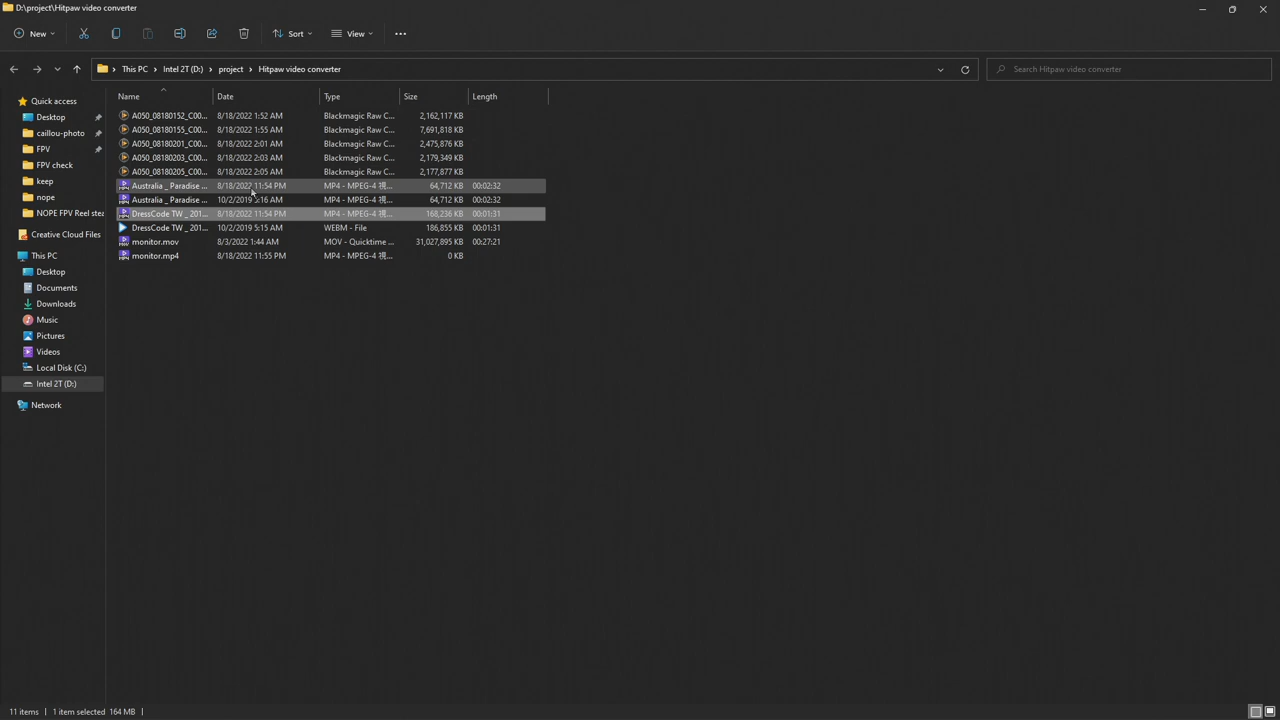 D:\project\Hitpaw video converter
New Sort View
This PC Intel 2T (D:) project Hitpaw video converter Search Hitpaw video converter
Name Date Type Size Length
A050_08180152_C00... 8/18/2022 1:52 AM Blackmagic Raw C... 2,162,117 KB
A050_08180155_C00... 8/18/2022 1:55 AM Blackmagic Raw C... 7,691,818 KB
A050_08180201_C00... 8/18/2022 2:01 AM Blackmagic Raw C... 2,475,876 KB
A050_08180203_C00... 8/18/2022 2:03 AM Blackmagic Raw C... 2,179,349 KB
A050_08180205_C00... 8/18/2022 2:05 AM Blackmagic Raw C... 2,177,877 KB
Australia _ Paradise ... 8/18/2022 11:54 PM MP4 - MPEG-4 視... 64,712 KB 00:02:32
Australia _ Paradise ... 10/2/2019 5:16 AM MP4 - MPEG-4 視... 64,712 KB 00:02:32
DressCode TW _ 201... 8/18/2022 11:54 PM MP4 - MPEG-4 視... 168,236 KB 00:01:31
DressCode TW _ 201... 10/2/2019 5:15 AM WEBM - File 186,855 KB 00:01:31
monitor.mov 8/3/2022 1:44 AM MOV - Quicktime ... 31,027,895 KB 00:27:21
monitor.mp4 8/18/2022 11:55 PM MP4 - MPEG-4 視... 0 KB
Quick access
Desktop
caillou-photo
FPV
FPV check
keep
nope
NOPE FPV Reel stea
Creative Cloud Files
This PC
Desktop
Documents
Downloads
Music
Pictures
Videos
Local Disk (C:)
Intel 2T (D:)
Network
11 items 1 item selected 164 MB